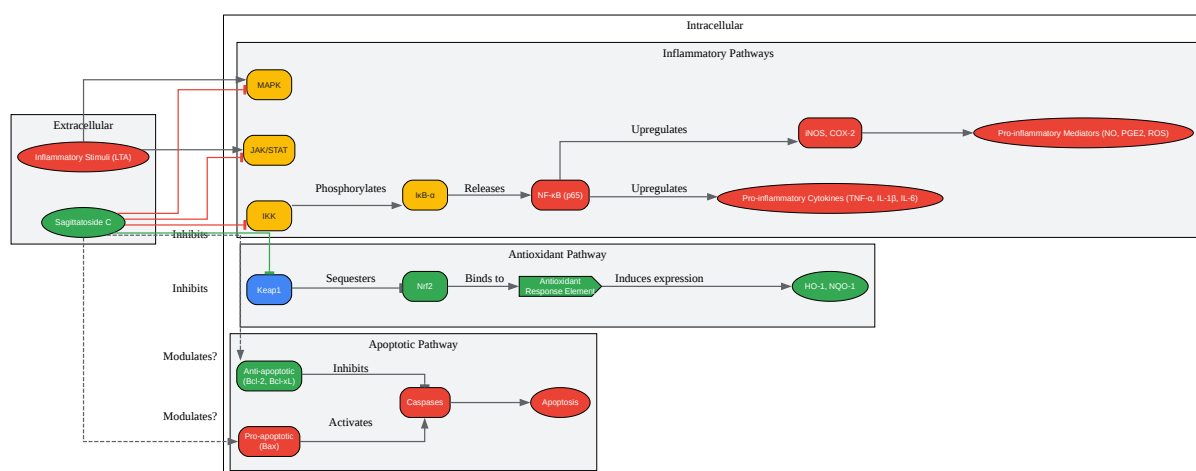 Intracellular
Inflammatory Pathways
MAPK
Extracellular
Inflammatory Stimuli (LTA)
JAK/STAT
Upregulates
iNOS, COX-2
Pro-inflammatory Mediators (NO, PGE2, ROS)
Phosphorylates
IκB-α
Releases
NF-κB (p65)
Upregulates
Pro-inflammatory Cytokines (TNF-α, IL-1β, IL-6)
Sagittatoside C
IKK
Inhibits
Antioxidant Pathway
Inhibits
Keap1
Sequesters
Nrf2
Binds to
Antioxidant
Response Element
Induces expression
HO-1, NQO-1
Apoptotic Pathway
Modulates?
Anti-apoptotic
(Bcl-2, Bcl-xL)
Inhibits
Caspases
Apoptosis
Modulates?
Activates
Pro-apoptotic
(Bax)